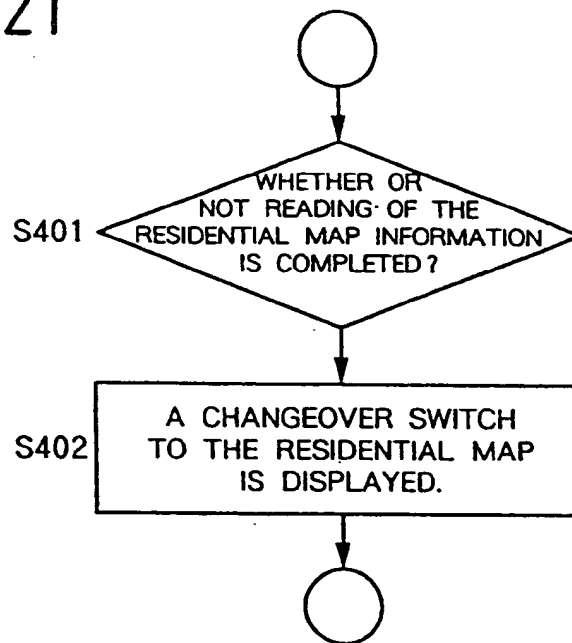 21
WHETHER OR
NOT READING OF THE
S401
RESIDENTIAL MAP INFORMATION
IS COMPLETED?
A CHANGEOVER SWITCH
S402
TO THE RESIDENTIAL MAP
IS DISPLAYED.